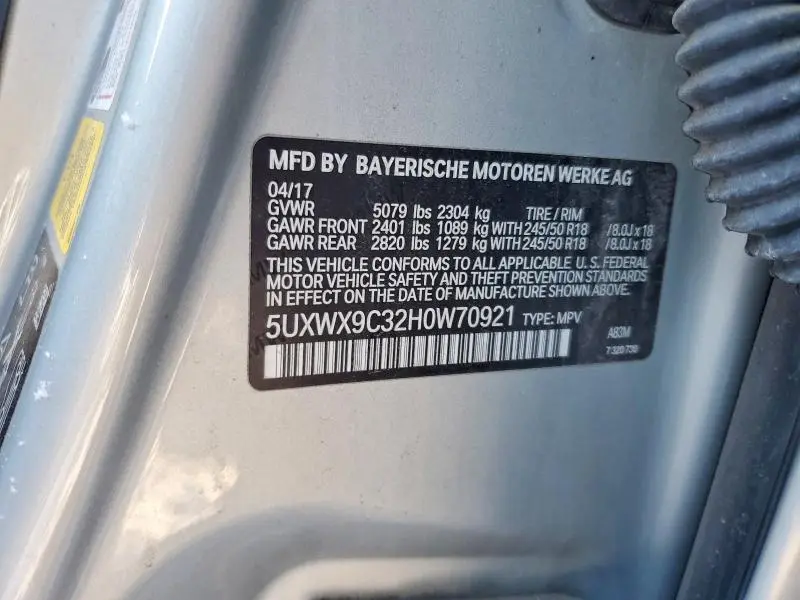 MFD BY BAYERISCHE MOTOREN WERKE AG
04/17
GVWR 5079 lbs 2304 kg TIRE / RIM
GAWR FRONT 2401 lbs 1089 kg WITH 245/50 R18 /8.0J x 18
GAWR REAR 2820 lbs 1279 kg WITH 245/50 R18 /8.0J x 18
THIS VEHICLE CONFORMS TO ALL APPLICABLE U.S. FEDERAL
MOTOR VEHICLE SAFETY AND THEFT PREVENTION STANDARDS
IN EFFECT ON THE DATE OF MANUFACTURE SHOWN ABOVE.
5UXWX9C32H0W70921 TYPE: MPV
A83M
7 320 730